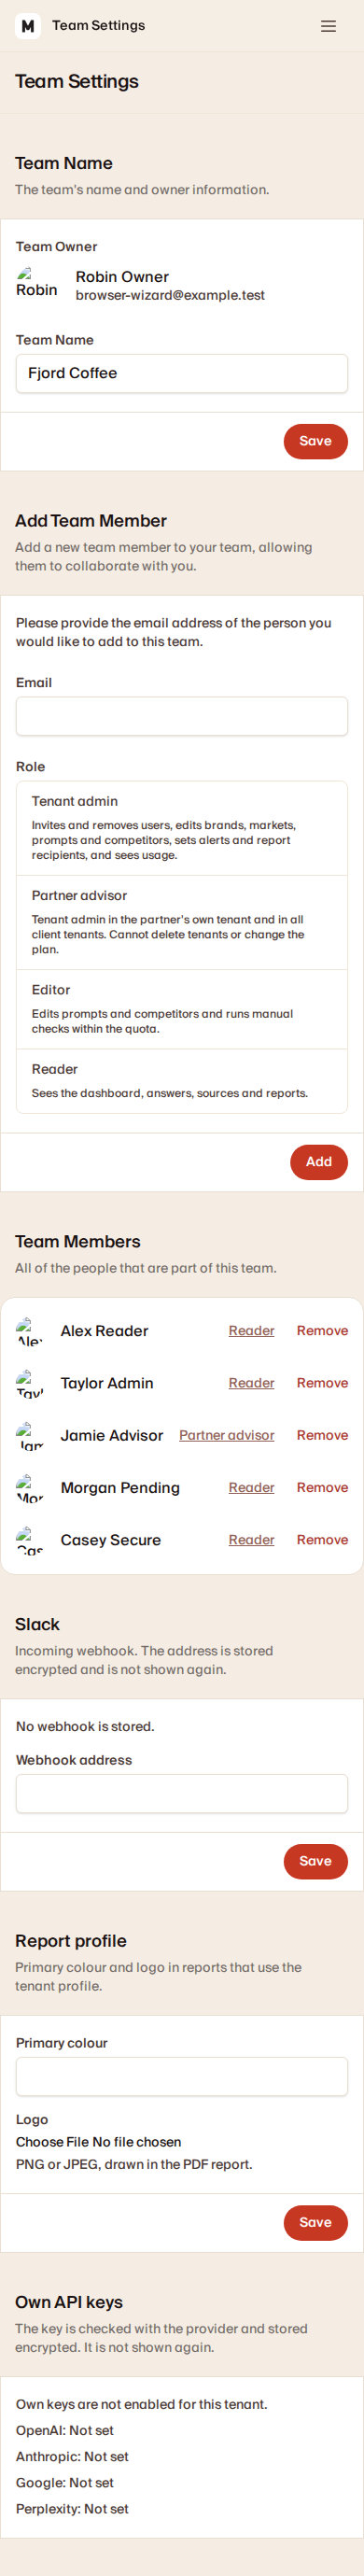 M Team Settings
Team Settings
Team Name
The team's name and owner information.
Team Owner
Robin
Robin Owner
browser-wizard@example.test
Team Name
Fjord Coffee
Save
Add Team Member
Add a new team member to your team, allowing
them to collaborate with you.
Please provide the email address of the person you
would like to add to this team.
Email
Role
Tenant admin
Invites and removes users, edits brands, markets,
prompts and competitors, sets alerts and report
recipients, and sees usage.
Partner advisor
Tenant admin in the partner's own tenant and in all
client tenants. Cannot delete tenants or change the
plan.
Editor
Edits prompts and competitors and runs manual
checks within the quota.
Reader
Sees the dashboard, answers, sources and reports.
Add
Team Members
All of the people that are part of this team.
Alex Reader Reader Remove
Taylor Admin Reader Remove
Jamie Advisor Partner advisor Remove
Morgan Pending Reader Remove
Casey Secure Reader Remove
Slack
Incoming webhook. The address is stored
encrypted and is not shown again.
No webhook is stored.
Webhook address
Save
Report profile
Primary colour and logo in reports that use the
tenant profile.
Primary colour
Logo
Choose File No file chosen
PNG or JPEG, drawn in the PDF report.
Save
Own API keys
The key is checked with the provider and stored
encrypted. It is not shown again.
Own keys are not enabled for this tenant.
OpenAI: Not set
Anthropic: Not set
Google: Not set
Perplexity: Not set